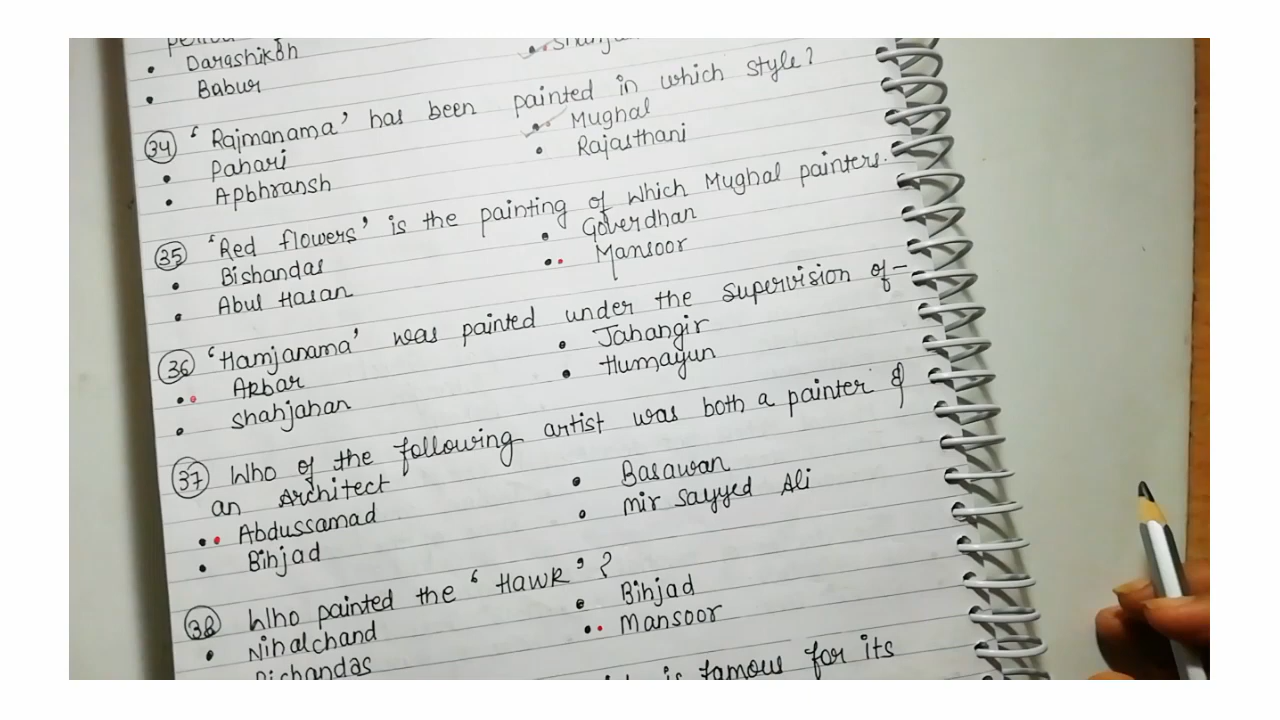 Darashikoh
Babur
34 'Rajmanama' has been painted in which style?
Pahari
Mughal
Apbhransh
Rajasthani
35 'Red flowers' is the painting of which Mughal painters.
Bishandas
Goverdhan
Abul Hasan
Mansoor
36 'Hamjanama' was painted under the supervision of -
Akbar
Jahangir
Shahjahan
Humayun
37 Who of the following artist was both a painter &
an Architect
Abdussamad
Basawan
Bihjad
Mir Sayyed Ali
38 Who painted the 'Hawk'?
Nihalchand
Bihjad
Bichandas
Mansoor
is famous for its